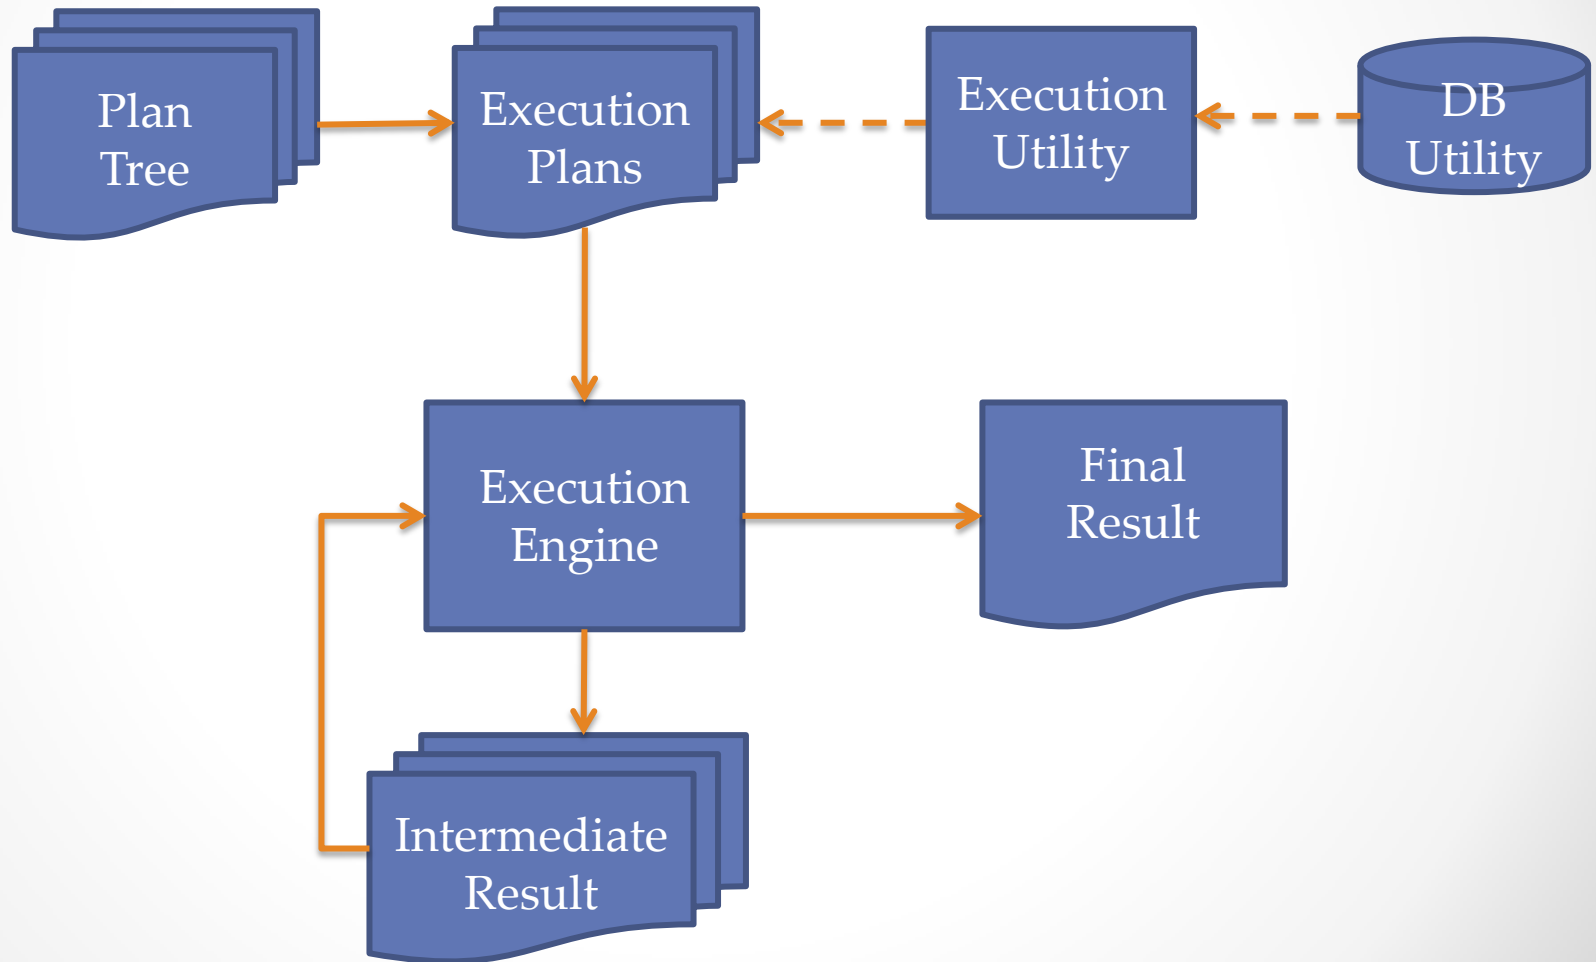 Plan
Tree
Execution
Plans
Execution
Utility
DB
Utility
Execution
Engine
Final
Result
Intermediate
Result